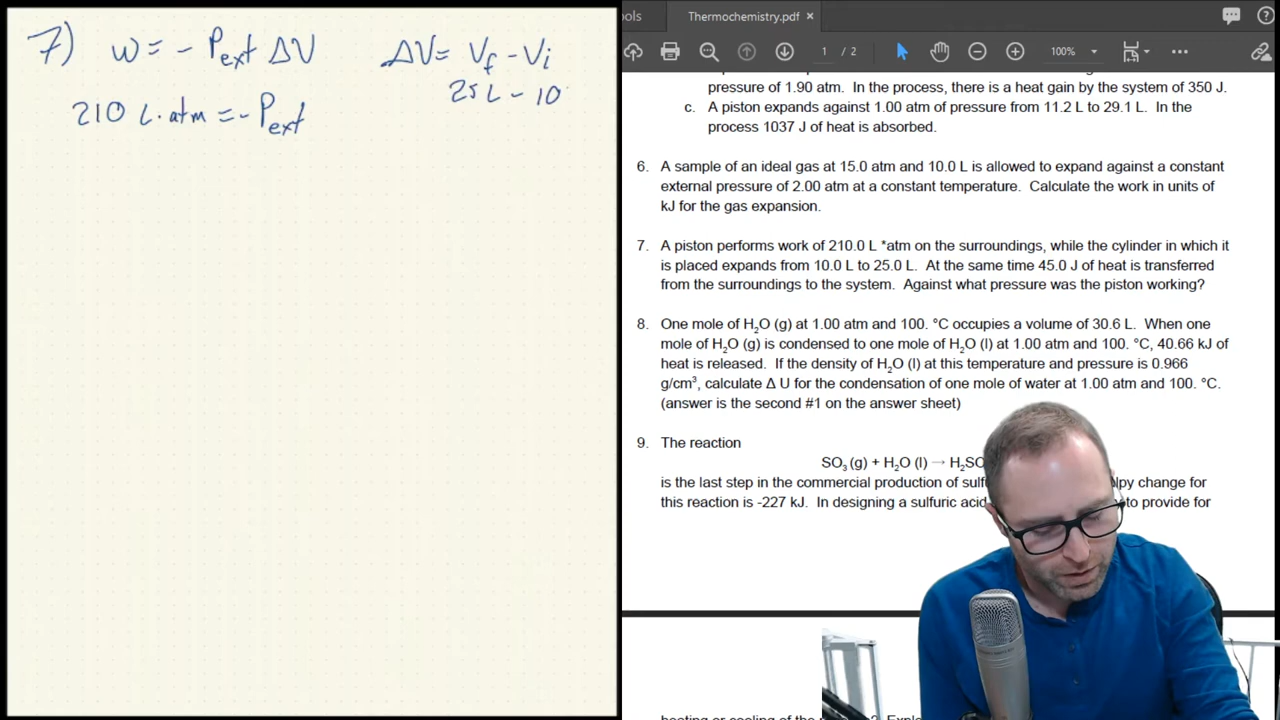 7) w = - Pext ΔV ΔV = Vf - Vi
25 L - 10
210 L·atm = - Pext
ols
Thermochemistry.pdf ×
1 / 2
100%
pressure of 1.90 atm. In the process, there is a heat gain by the system of 350 J.
c. A piston expands against 1.00 atm of pressure from 11.2 L to 29.1 L. In the
process 1037 J of heat is absorbed.
6. A sample of an ideal gas at 15.0 atm and 10.0 L is allowed to expand against a constant
external pressure of 2.00 atm at a constant temperature. Calculate the work in units of
kJ for the gas expansion.
7. A piston performs work of 210.0 L *atm on the surroundings, while the cylinder in which it
is placed expands from 10.0 L to 25.0 L. At the same time 45.0 J of heat is transferred
from the surroundings to the system. Against what pressure was the piston working?
8. One mole of H₂O (g) at 1.00 atm and 100. °C occupies a volume of 30.6 L. When one
mole of H₂O (g) is condensed to one mole of H₂O (l) at 1.00 atm and 100. °C, 40.66 kJ of
heat is released. If the density of H₂O (l) at this temperature and pressure is 0.966
g/cm³, calculate Δ U for the condensation of one mole of water at 1.00 atm and 100. °C.
(answer is the second #1 on the answer sheet)
9. The reaction
SO₃ (g) + H₂O (l) → H₂SO
is the last step in the commercial production of sulf lpy change for
this reaction is -227 kJ. In designing a sulfuric acid to provide for
heating or cooling of the